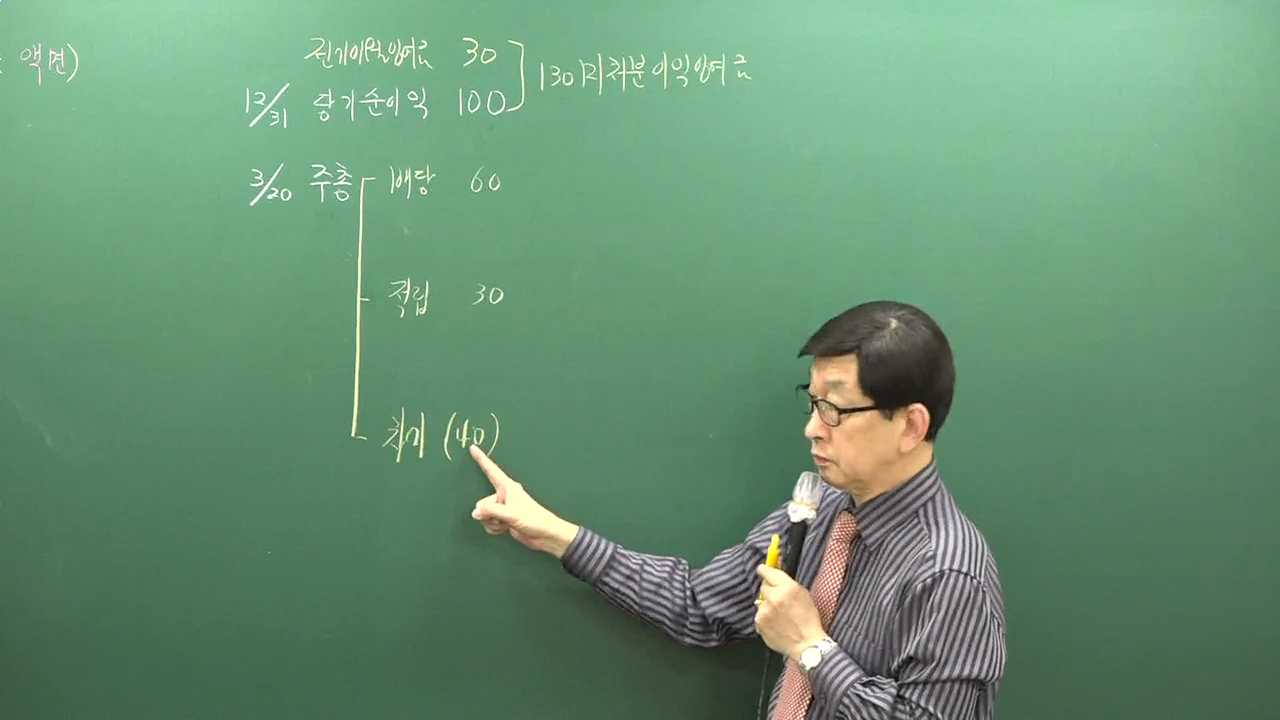 액면)
전기이월잉여금 30
12/31 당기순이익 100
130 미처분이익잉여금
3/20 주총 배당 60
적립 30
차기 (40)